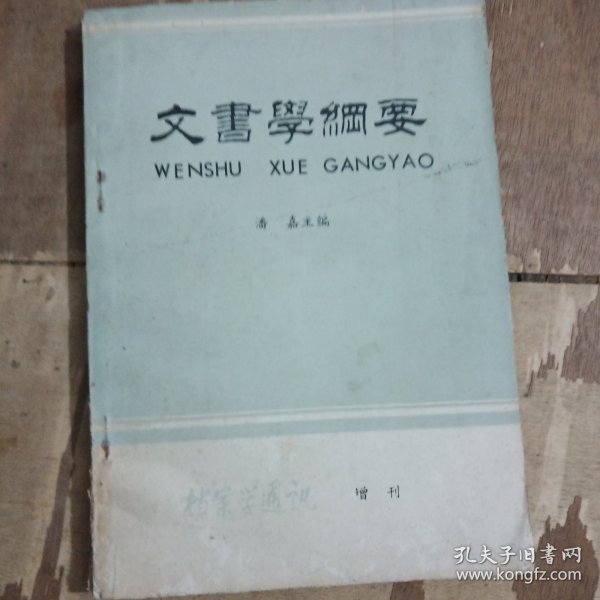 文書學綱要
WENSHU XUE GANGYAO
潘 嘉主编
档案学通讯 增刊
孔夫子旧书网
www.kongfz.com